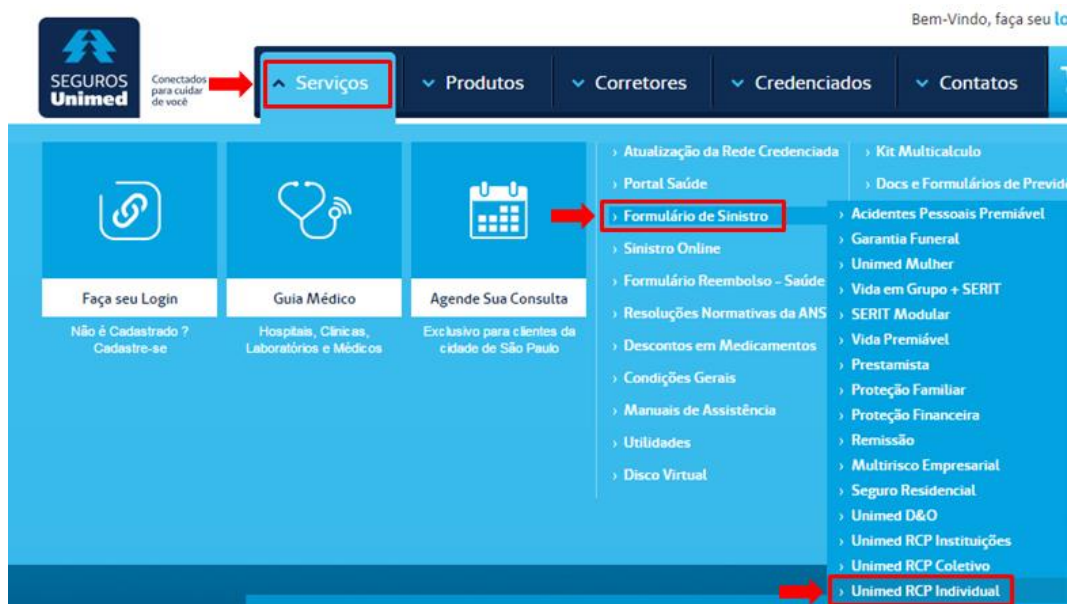 Bem-Vindo, faça seu lo
SEGUROS
Unimed
Conectados
para cuidar
de você
Serviços
Produtos
Corretores
Credenciados
Contatos
Faça seu Login
Não é Cadastrado ?
Cadastre-se
Guia Médico
Hospitais, Clínicas,
Laboratórios e Médicos
Agende Sua Consulta
Exclusivo para clientes da
cidade de São Paulo
› Atualização da Rede Credenciada
› Portal Saúde
› Formulário de Sinistro
› Sinistro Online
› Formulário Reembolso - Saúde
› Resoluções Normativas da ANS
› Descontos em Medicamentos
› Condições Gerais
› Manuais de Assistência
› Utilidades
› Disco Virtual
› Kit Multicalculo
› Docs e Formulários de Previd
› Acidentes Pessoais Premiável
› Garantia Funeral
› Unimed Mulher
› Vida em Grupo + SERIT
› SERIT Modular
› Vida Premiável
› Prestamista
› Proteção Familiar
› Proteção Financeira
› Remissão
› Multirisco Empresarial
› Seguro Residencial
› Unimed D&O
› Unimed RCP Instituições
› Unimed RCP Coletivo
› Unimed RCP Individual